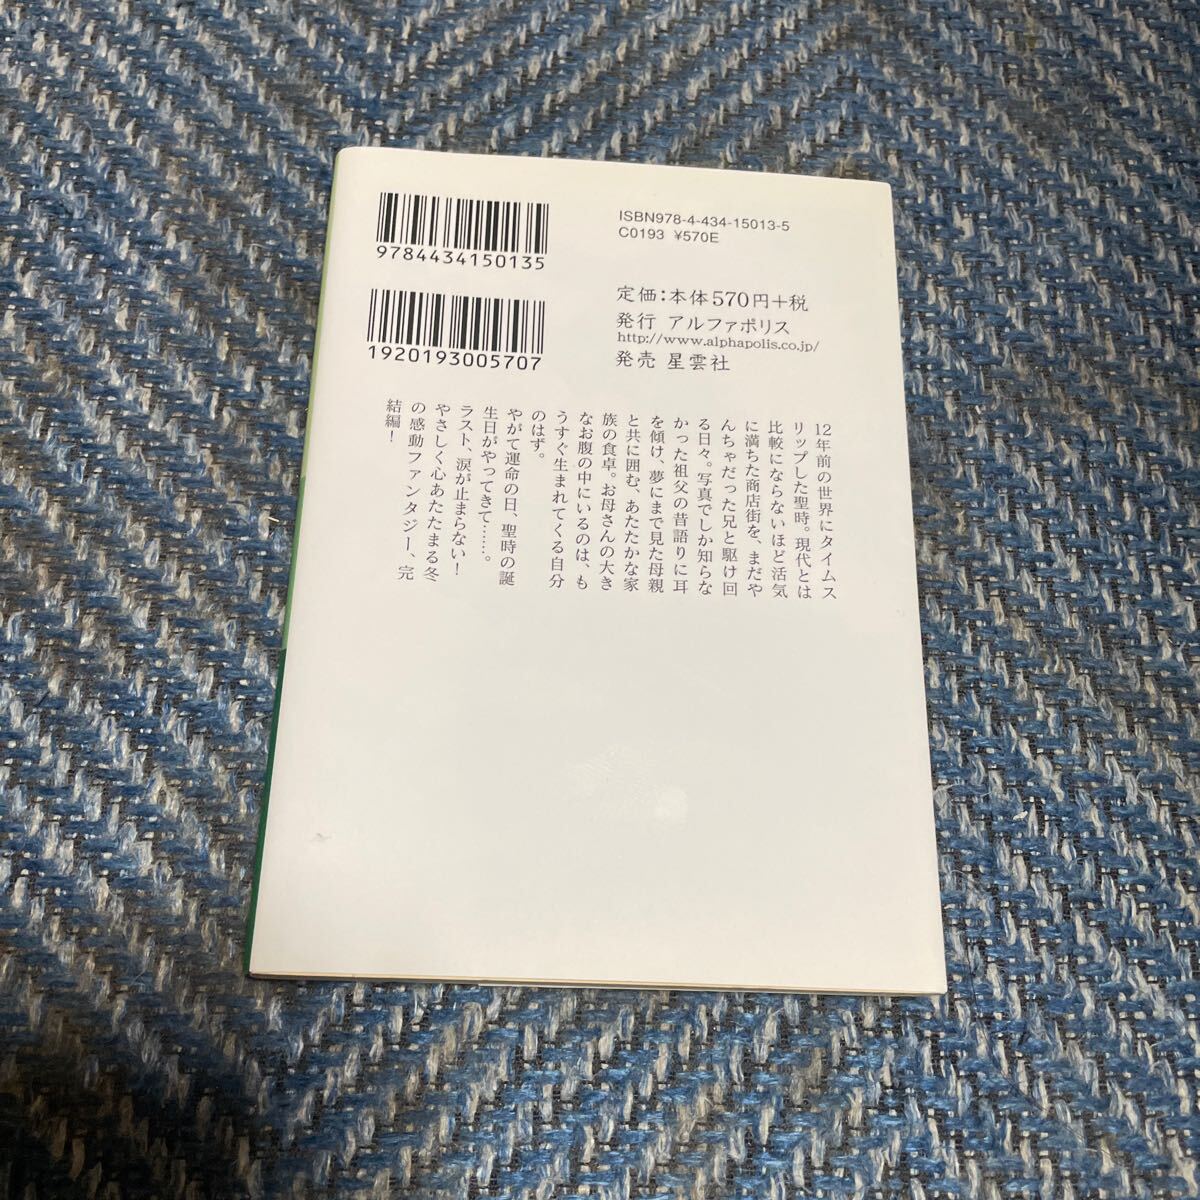 9784434150135
ISBN978-4-434-15013-5
C0193 ¥570E
1920193005707
定価：本体570円+税
発行 アルファポリス
http://www.alphapolis.co.jp/
発売 星雲社
12年前の世界にタイムス
リップした聖時。現代とは
比較にならないほど活気
に満ちた商店街を、まだや
んちゃだった兄と駆け回
る日々。写真でしか知らな
かった祖父の昔語りに耳
を傾け、夢にまで見た母親
と共に囲む、あたたかな家
族の食卓。お母さんの大き
なお腹の中にいるのは、も
うすぐ生まれてくる自分
のはず。
やがて運命の日、聖時の誕
生日がやってきて……。
ラスト、涙が止まらない！
やさしく心あたたまる冬
の感動ファンタジー、完
結編！